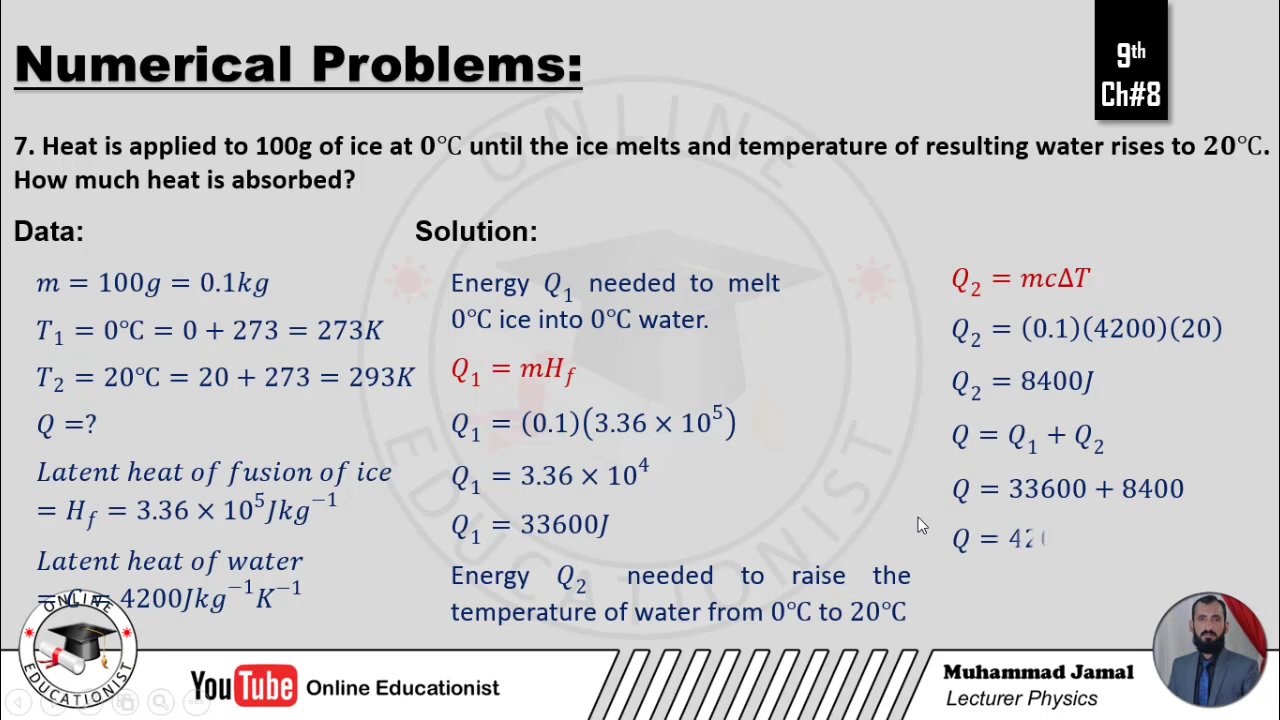 Numerical Problems:
9th
Ch#8
7. Heat is applied to 100g of ice at 0℃ until the ice melts and temperature of resulting water rises to 20℃.
How much heat is absorbed?
Data:
m = 100g = 0.1kg
T₁ = 0℃ = 0 + 273 = 273K
T₂ = 20℃ = 20 + 273 = 293K
Q =?
Latent heat of fusion of ice
= H_f = 3.36 × 10⁵Jkg⁻¹
Latent heat of water
4200Jkg⁻¹K⁻¹
Solution:
Energy Q₁ needed to melt
0℃ ice into 0℃ water.
Q₁ = mH_f
Q₁ = (0.1)(3.36 × 10⁵)
Q₁ = 3.36 × 10⁴
Q₁ = 33600J
Energy Q₂ needed to raise the
temperature of water from 0℃ to 20℃
Q₂ = mcΔT
Q₂ = (0.1)(4200)(20)
Q₂ = 8400J
Q = Q₁ + Q₂
Q = 33600 + 8400
Q = 42
ONLINE
EDUCATIONIST
ONLINE
EDUCATIONIST
YouTube Online Educationist
Muhammad Jamal
Lecturer Physics